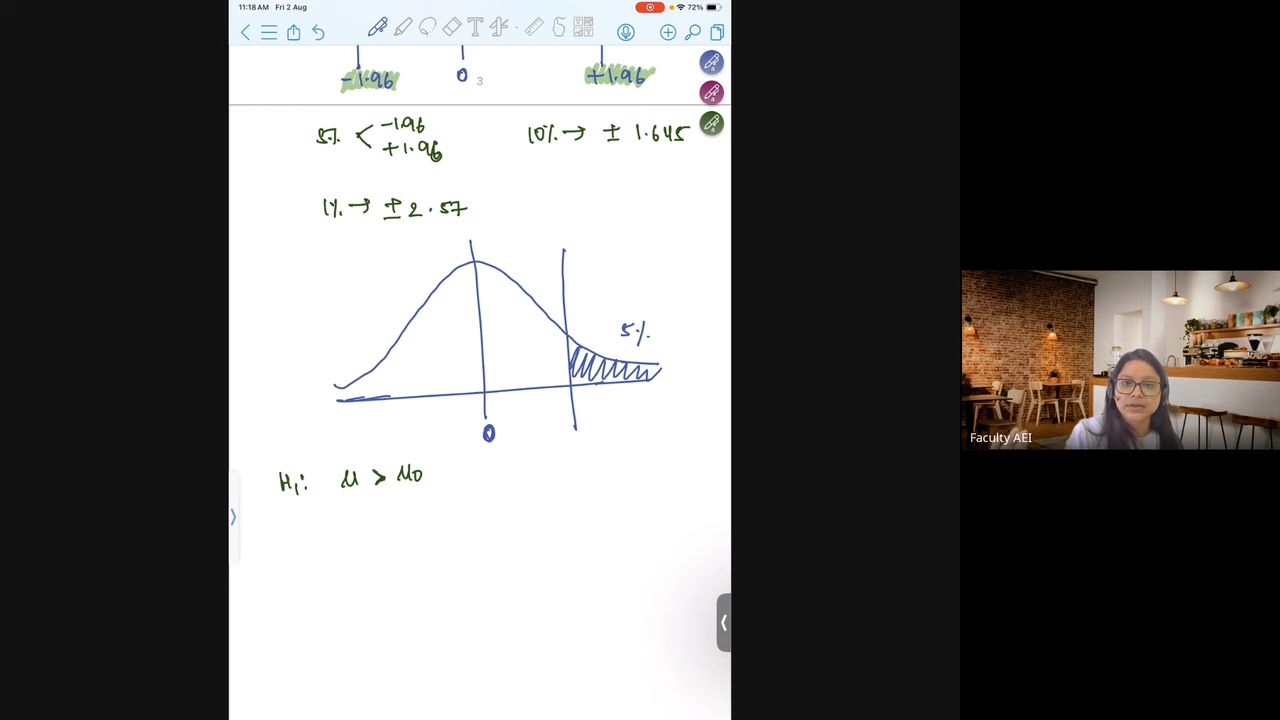 11:18 AM Fri 2 Aug 72%
-1.96 0 3 +1.96
5% < -1.96 +1.96 10% → ± 1.645
1% → ± 2.57
5%
0
H₁: μ > μ0
Faculty AEI